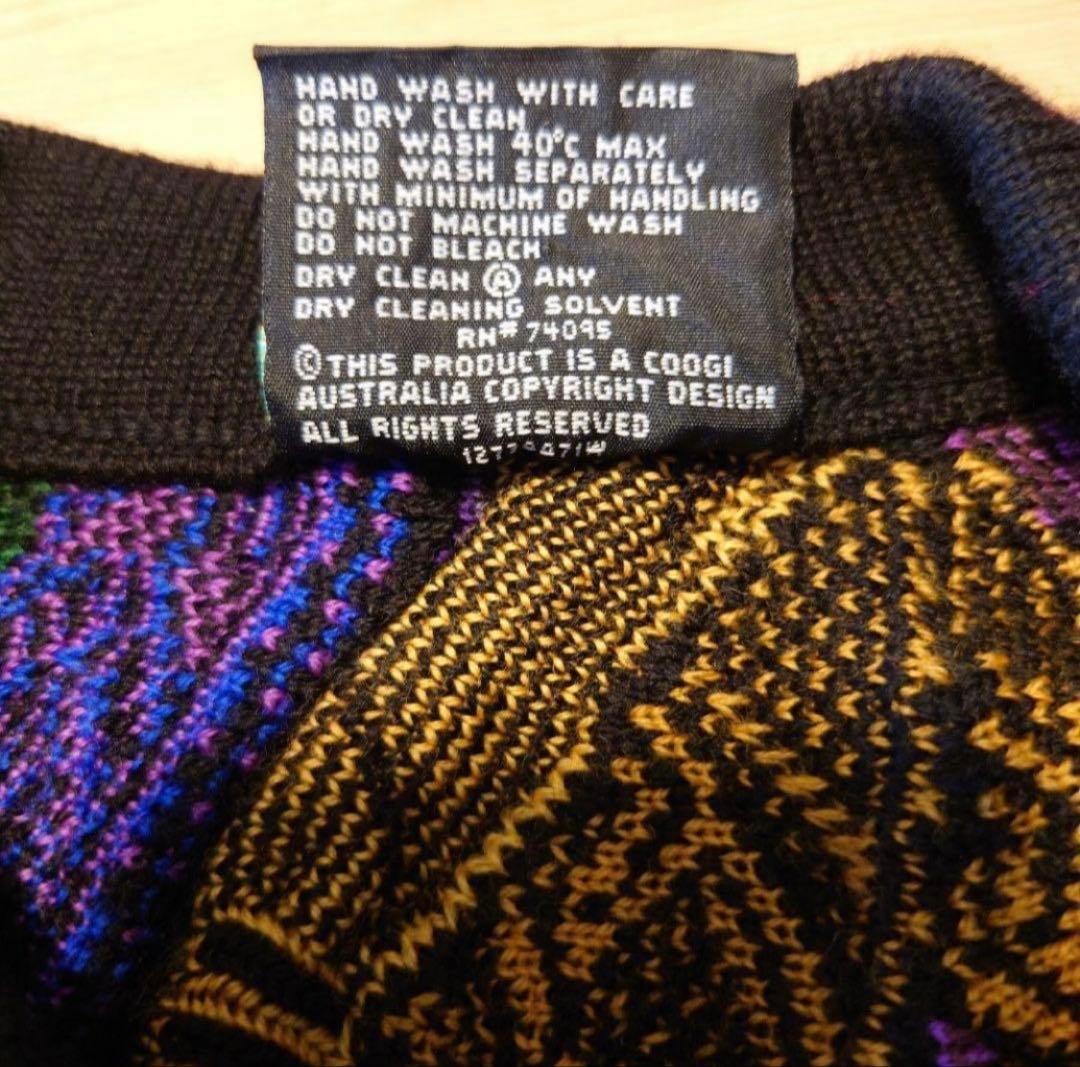 HAND WASH WITH CARE
OR DRY CLEAN
HAND WASH 40°C MAX
HAND WASH SEPARATELY
WITH MINIMUM OF HANDLING
DO NOT MACHINE WASH
DO NOT BLEACH
DRY CLEAN Ⓐ ANY
DRY CLEANING SOLVENT
RN# 74095
© THIS PRODUCT IS A COOGI
AUSTRALIA COPYRIGHT DESIGN
ALL RIGHTS RESERVED